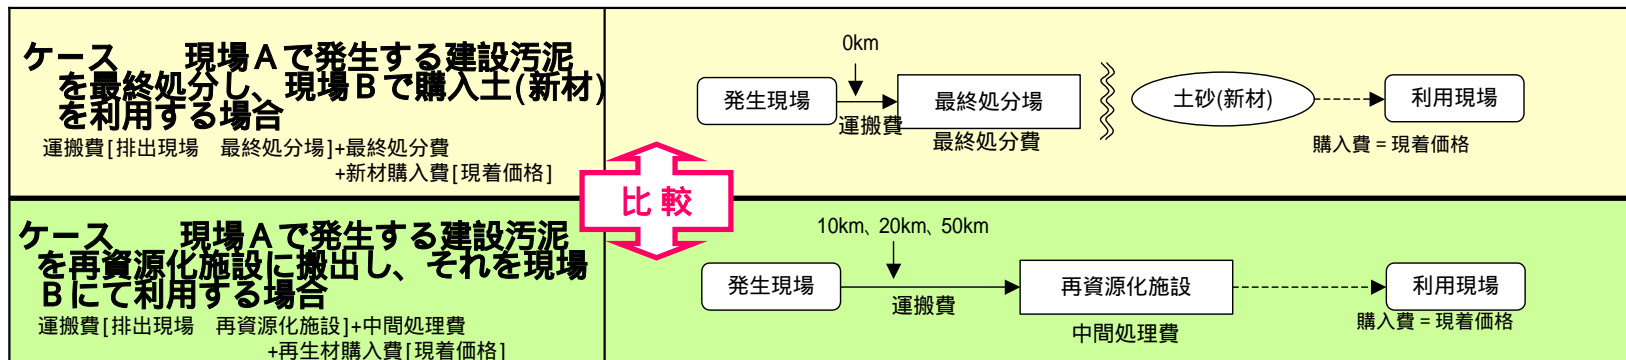 ケース　　現場Ａで発生する建設汚泥
を最終処分し、現場Ｂで購入土(新材)
を利用する場合
運搬費[排出現場　最終処分場]+最終処分費
+新材購入費[現着価格]
0km
発生現場
運搬費
最終処分場
最終処分費
土砂(新材)
利用現場
購入費＝現着価格
比較
ケース　　現場Ａで発生する建設汚泥
を再資源化施設に搬出し、それを現場
Ｂにて利用する場合
運搬費[排出現場　再資源化施設]+中間処理費
+再生材購入費[現着価格]
10km、20km、50km
発生現場
運搬費
再資源化施設
中間処理費
利用現場
購入費＝現着価格